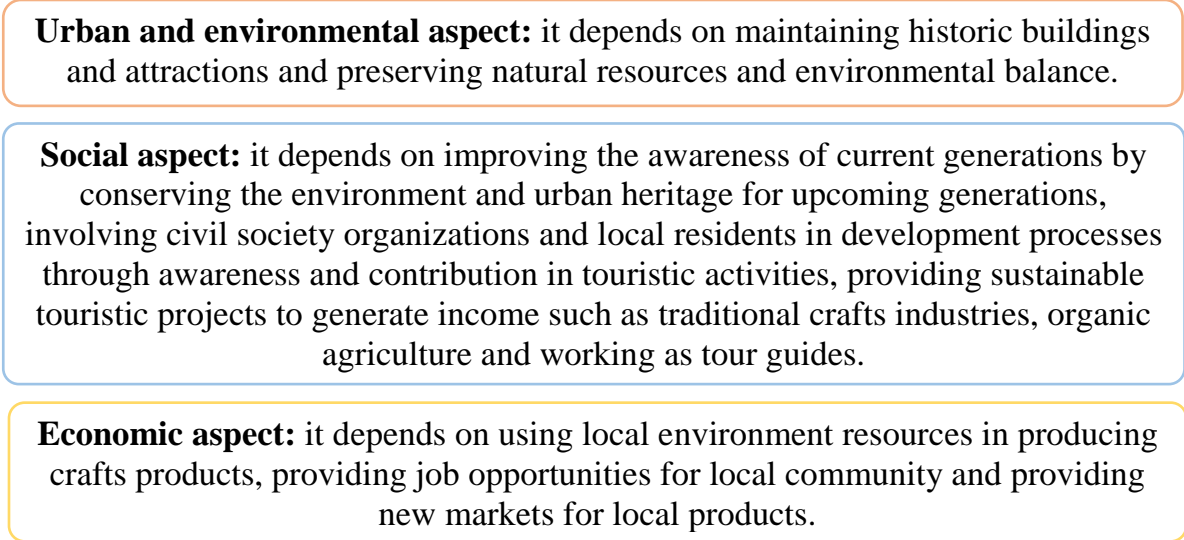 Urban and environmental aspect: it depends on maintaining historic buildings
and attractions and preserving natural resources and environmental balance.
Social aspect: it depends on improving the awareness of current generations by
conserving the environment and urban heritage for upcoming generations,
involving civil society organizations and local residents in development processes
through awareness and contribution in touristic activities, providing sustainable
touristic projects to generate income such as traditional crafts industries, organic
agriculture and working as tour guides.
Economic aspect: it depends on using local environment resources in producing
crafts products, providing job opportunities for local community and providing
new markets for local products.